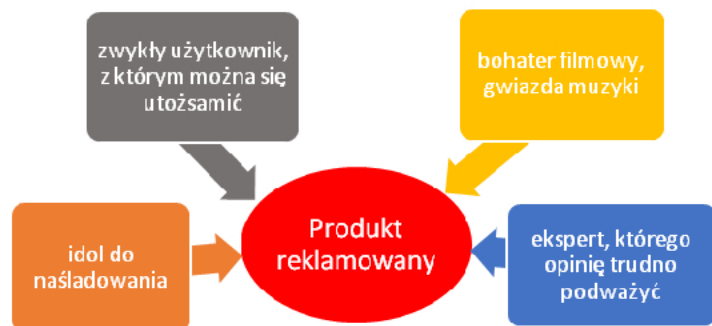 zwykły użytkownik,
z którym można się
utożsamić
bohater filmowy,
gwiazda muzyki
Produkt
reklamowany
idol do
naśladowania
ekspert, którego
opinię trudno
podważyć